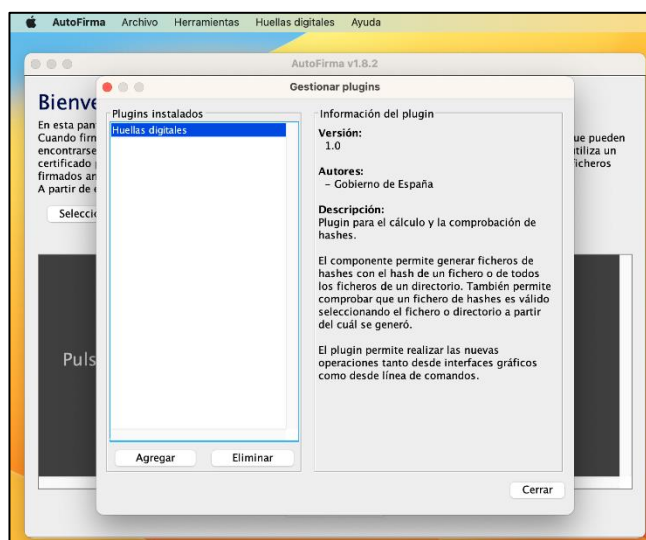 AutoFirma Archivo Herramientas Huellas digitales Ayuda
AutoFirma v1.8.2
Gestionar plugins
Bienve
En esta pan
Cuando firn
encontrarse
certificado
firmados an
A partir de
Selecci
Puls
ue pueden
utiliza un
ficheros
Plugins instalados
Huellas digitales
Agregar Eliminar
Información del plugin
Versión:
1.0
Autores:
- Gobierno de España
Descripción:
Plugin para el cálculo y la comprobación de
hashes.
El componente permite generar ficheros de
hashes con el hash de un fichero o de todos
los ficheros de un directorio. También permite
comprobar que un fichero de hashes es válido
seleccionando el fichero o directorio a partir
del cuál se generó.
El plugin permite realizar las nuevas
operaciones tanto desde interfaces gráficos
como desde línea de comandos.
Cerrar